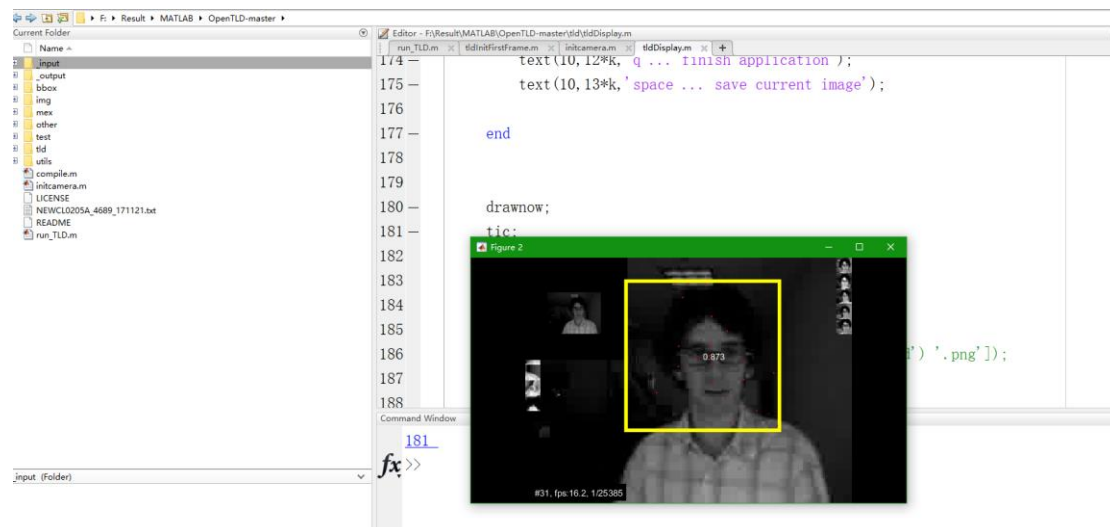 F: ▸ Result ▸ MATLAB ▸ OpenTLD-master ▸
Current Folder
Name
_input
_output
bbox
img
mex
other
test
tld
utils
compile.m
initcamera.m
LICENSE
NEWCL0205A_4689_171121.txt
README
run_TLD.m
_input (Folder)
Editor - F:\Result\MATLAB\OpenTLD-master\tld\tldDisplay.m
run_TLD.m tldInitFirstFrame.m initcamera.m tldDisplay.m +
174 – text(10,12*k,'q ... finish application');
175 – text(10,13*k,'space ... save current image');
176
177 – end
178
179
180 – drawnow;
181 – tic;
182
183
184
185
186 ') '.png']);
187
188
Figure 2
0.873
#31, fps:16.2, 1/25385
Command Window
181
fx >>